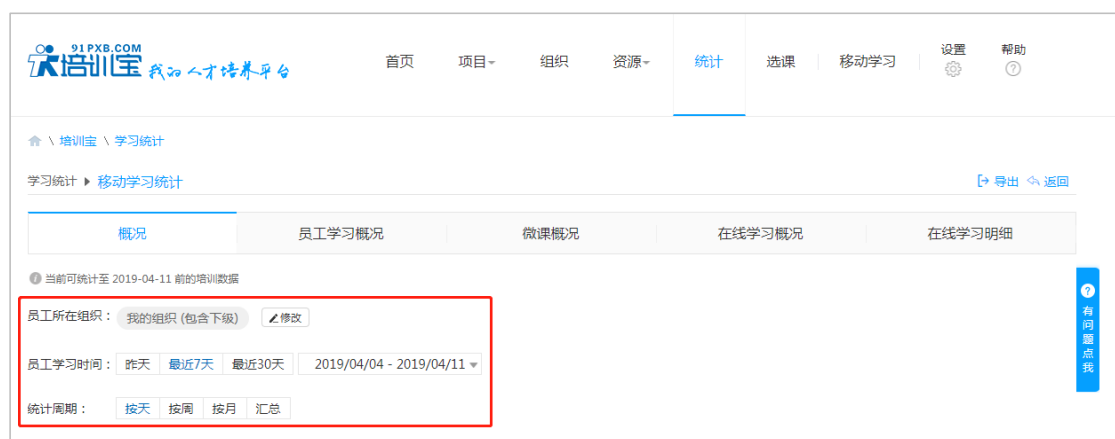 91PXB.COM
培训宝 我的人才培养平台
首页 项目 组织 资源 统计 选课 移动学习 设置 帮助
\ 培训宝 \ 学习统计
学习统计 ▶ 移动学习统计 导出 返回
概况 员工学习概况 微课概况 在线学习概况 在线学习明细
当前可统计至 2019-04-11 前的培训数据
员工所在组织： 我的组织 (包含下级) 修改
员工学习时间： 昨天 最近7天 最近30天 2019/04/04 - 2019/04/11
统计周期： 按天 按周 按月 汇总
有问题点我